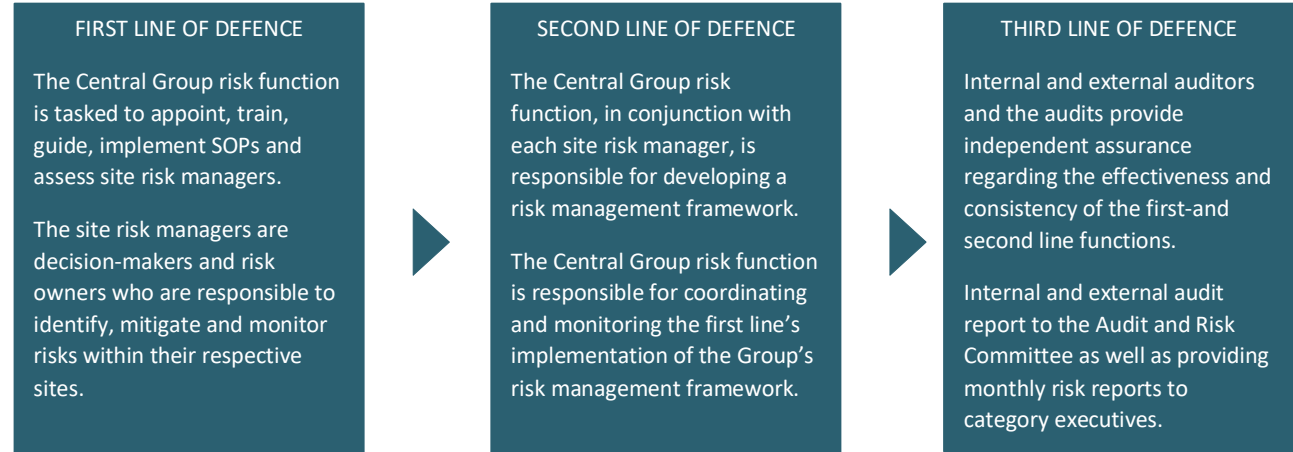 FIRST LINE OF DEFENCE
The Central Group risk function
is tasked to appoint, train,
guide, implement SOPs and
assess site risk managers.
The site risk managers are
decision-makers and risk
owners who are responsible to
identify, mitigate and monitor
risks within their respective
sites.
SECOND LINE OF DEFENCE
The Central Group risk
function, in conjunction with
each site risk manager, is
responsible for developing a
risk management framework.
The Central Group risk function
is responsible for coordinating
and monitoring the first line’s
implementation of the Group’s
risk management framework.
THIRD LINE OF DEFENCE
Internal and external auditors
and the audits provide
independent assurance
regarding the effectiveness and
consistency of the first-and
second line functions.
Internal and external audit
report to the Audit and Risk
Committee as well as providing
monthly risk reports to
category executives.